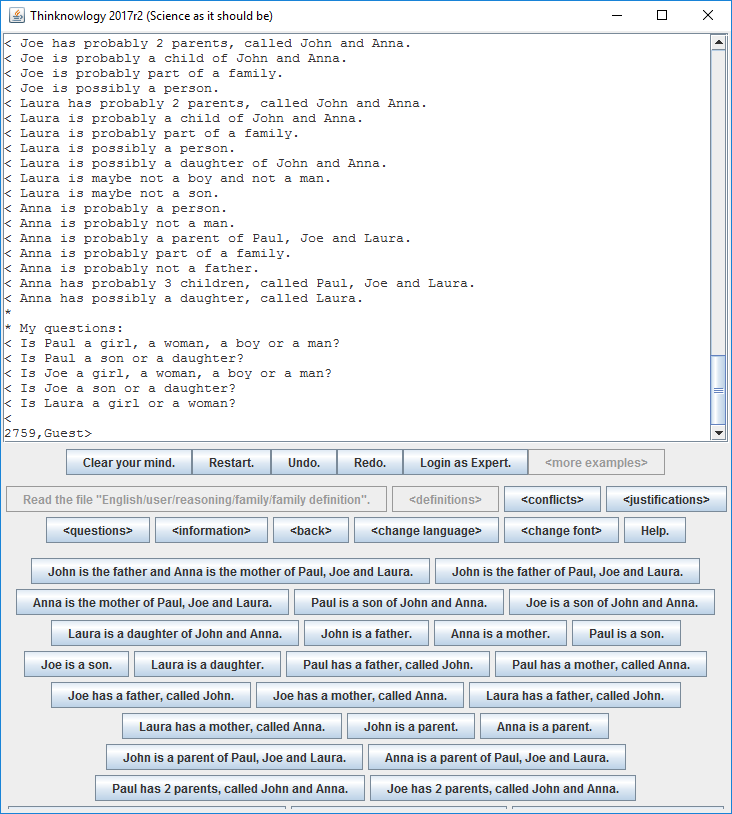 Thinknowlogy 2017r2 (Science as it should be)
< Joe has probably 2 parents, called John and Anna.
< Joe is probably a child of John and Anna.
< Joe is probably part of a family.
< Joe is possibly a person.
< Laura has probably 2 parents, called John and Anna.
< Laura is probably a child of John and Anna.
< Laura is probably part of a family.
< Laura is possibly a person.
< Laura is possibly a daughter of John and Anna.
< Laura is maybe not a boy and not a man.
< Laura is maybe not a son.
< Anna is probably a person.
< Anna is probably not a man.
< Anna is probably a parent of Paul, Joe and Laura.
< Anna is probably part of a family.
< Anna is probably not a father.
< Anna has probably 3 children, called Paul, Joe and Laura.
< Anna has possibly a daughter, called Laura.
*
* My questions:
< Is Paul a girl, a woman, a boy or a man?
< Is Paul a son or a daughter?
< Is Joe a girl, a woman, a boy or a man?
< Is Joe a son or a daughter?
< Is Laura a girl or a woman?
<
2759,Guest>
Clear your mind. Restart. Undo. Redo. Login as Expert. <more examples>
Read the file "English/user/reasoning/family/family definition". <definitions> <conflicts> <justifications>
<questions> <information> <back> <change language> <change font> Help.
John is the father and Anna is the mother of Paul, Joe and Laura. John is the father of Paul, Joe and Laura.
Anna is the mother of Paul, Joe and Laura. Paul is a son of John and Anna. Joe is a son of John and Anna.
Laura is a daughter of John and Anna. John is a father. Anna is a mother. Paul is a son.
Joe is a son. Laura is a daughter. Paul has a father, called John. Paul has a mother, called Anna.
Joe has a father, called John. Joe has a mother, called Anna. Laura has a father, called John.
Laura has a mother, called Anna. John is a parent. Anna is a parent.
John is a parent of Paul, Joe and Laura. Anna is a parent of Paul, Joe and Laura.
Paul has 2 parents, called John and Anna. Joe has 2 parents, called John and Anna.